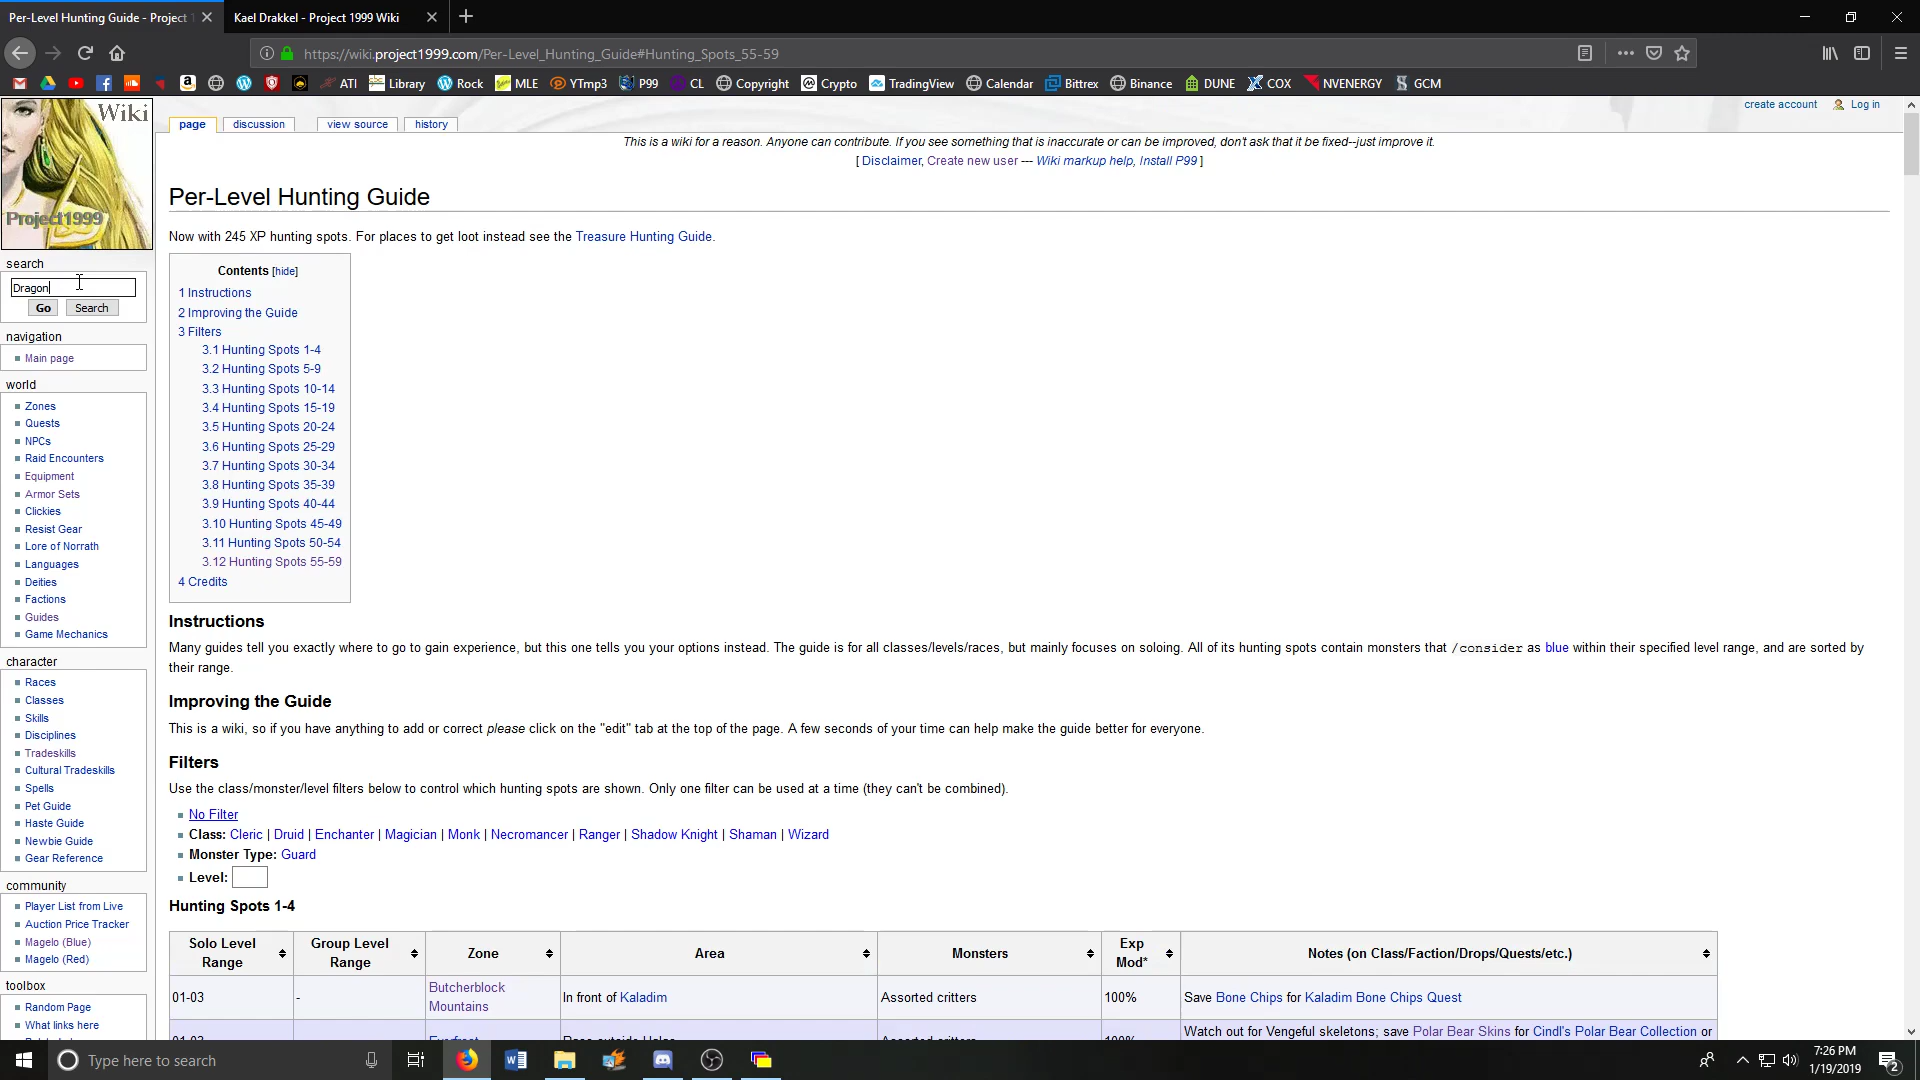 Per-Level Hunting Guide - Project 1
Kael Drakkel - Project 1999 Wiki
https://wiki.project1999.com/Per-Level_Hunting_Guide#Hunting_Spots_55-59
ATI Library Rock MLE YTmp3 P99 CL Copyright Crypto TradingView Calendar Bittrex Binance DUNE COX NVENERGY GCM
Wiki
Project1999
create account Log in
page discussion view source history
This is a wiki for a reason. Anyone can contribute. If you see something that is inaccurate or can be improved, don't ask that it be fixed--just improve it.
[ Disclaimer, Create new user --- Wiki markup help, Install P99 ]
Per-Level Hunting Guide
Now with 245 XP hunting spots. For places to get loot instead see the Treasure Hunting Guide.
search
Dragon
Go Search
navigation
Main page
world
Zones
Quests
NPCs
Raid Encounters
Equipment
Armor Sets
Clickies
Resist Gear
Lore of Norrath
Languages
Deities
Factions
Guides
Game Mechanics
character
Races
Classes
Skills
Disciplines
Tradeskills
Cultural Tradeskills
Spells
Pet Guide
Haste Guide
Newbie Guide
Gear Reference
community
Player List from Live
Auction Price Tracker
Magelo (Blue)
Magelo (Red)
toolbox
Random Page
What links here
Contents [hide]
1 Instructions
2 Improving the Guide
3 Filters
3.1 Hunting Spots 1-4
3.2 Hunting Spots 5-9
3.3 Hunting Spots 10-14
3.4 Hunting Spots 15-19
3.5 Hunting Spots 20-24
3.6 Hunting Spots 25-29
3.7 Hunting Spots 30-34
3.8 Hunting Spots 35-39
3.9 Hunting Spots 40-44
3.10 Hunting Spots 45-49
3.11 Hunting Spots 50-54
3.12 Hunting Spots 55-59
4 Credits
Instructions
Many guides tell you exactly where to go to gain experience, but this one tells you your options instead. The guide is for all classes/levels/races, but mainly focuses on soloing. All of its hunting spots contain monsters that /consider as blue within their specified level range, and are sorted by
their range.
Improving the Guide
This is a wiki, so if you have anything to add or correct please click on the "edit" tab at the top of the page. A few seconds of your time can help make the guide better for everyone.
Filters
Use the class/monster/level filters below to control which hunting spots are shown. Only one filter can be used at a time (they can't be combined).
No Filter
Class: Cleric | Druid | Enchanter | Magician | Monk | Necromancer | Ranger | Shadow Knight | Shaman | Wizard
Monster Type: Guard
Level:
Hunting Spots 1-4
Solo Level Range Group Level Range Zone Area Monsters Exp Mod* Notes (on Class/Faction/Drops/Quests/etc.)
01-03 - Butcherblock Mountains In front of Kaladim Assorted critters 100% Save Bone Chips for Kaladim Bone Chips Quest
Watch out for Vengeful skeletons; save Polar Bear Skins for Cindl's Polar Bear Collection or
Type here to search
7:26 PM
1/19/2019
2